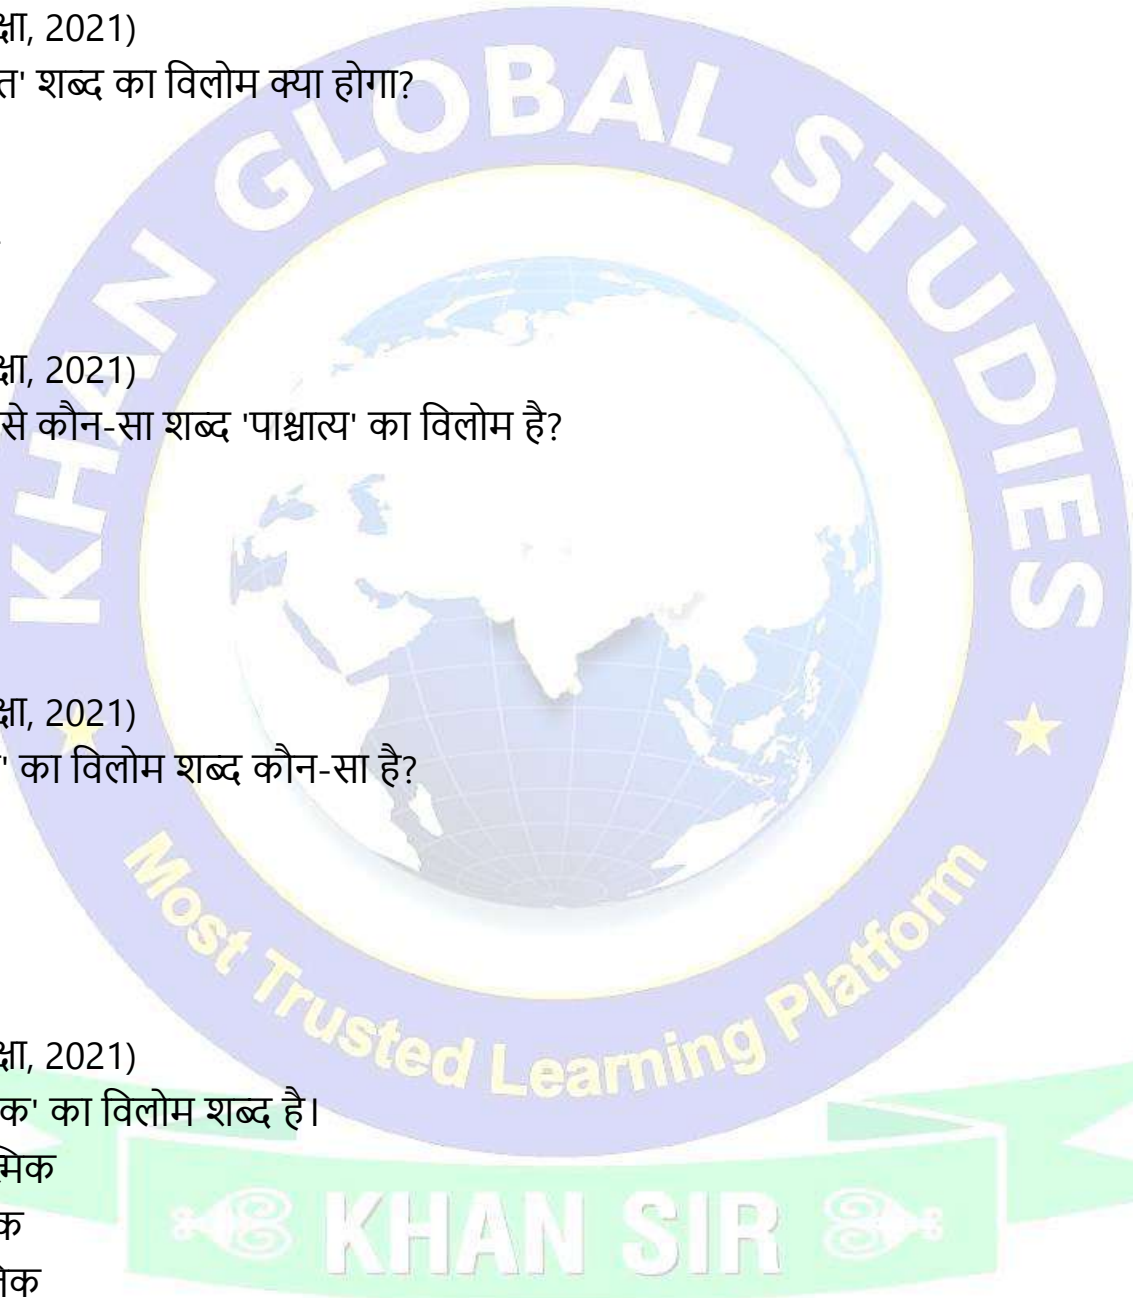 क्षा, 2021)
त' शब्द का विलोम क्या होगा?
क्षा, 2021)
से कौन-सा शब्द 'पाश्चात्य' का विलोम है?
क्षा, 2021)
' का विलोम शब्द कौन-सा है?
क्षा, 2021)
क' का विलोम शब्द है।
त्मिक
क
KHAN GLOBAL STUDIES
Most Trusted Learning Platform
KHAN SIR